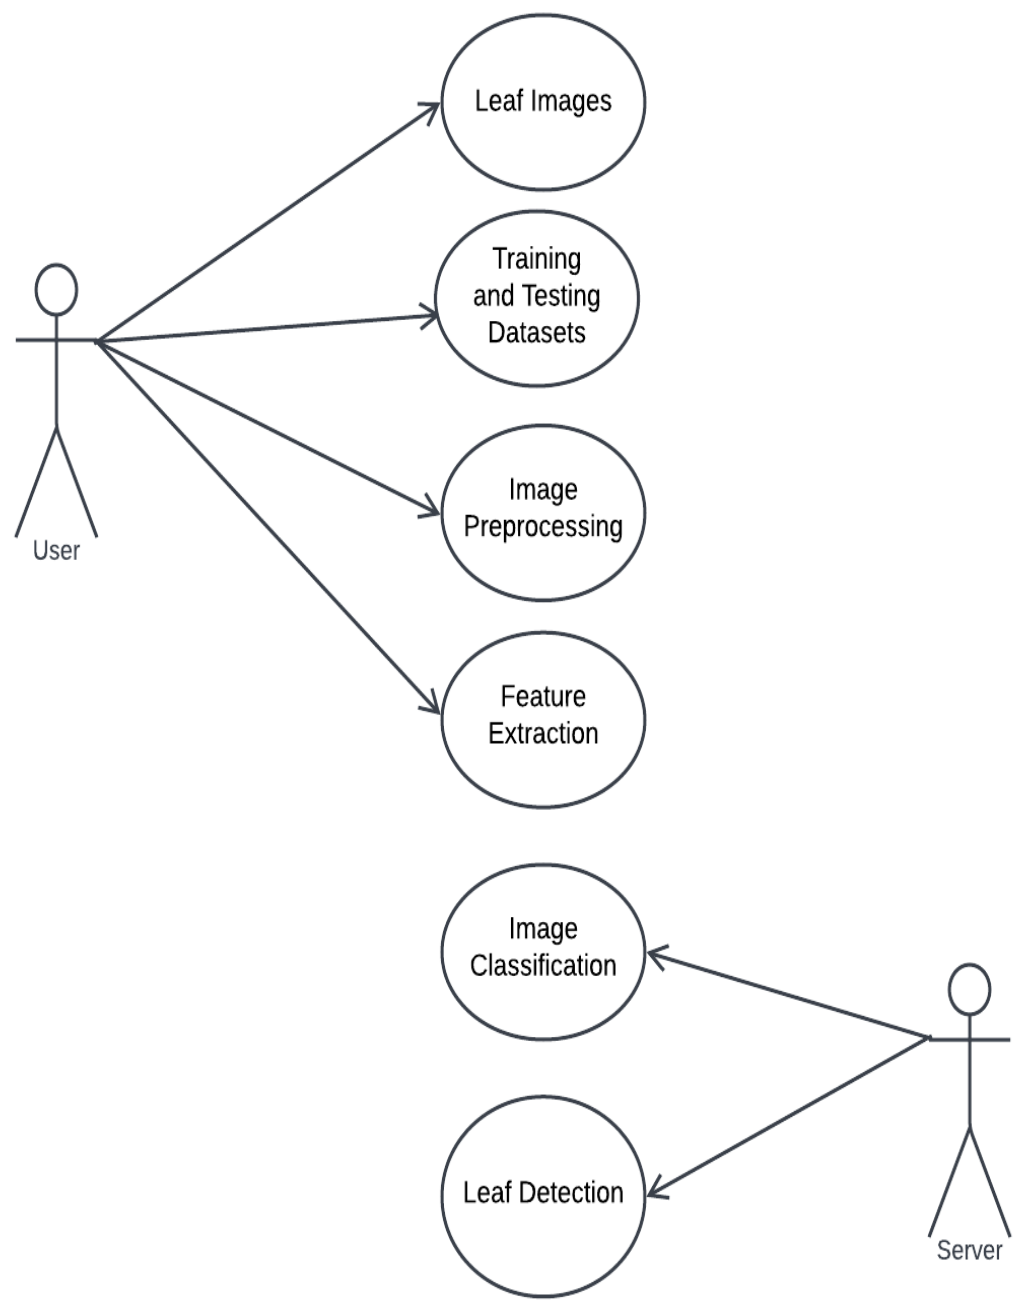 Leaf Images
Training
and Testing
Datasets
User
Image
Preprocessing
Feature
Extraction
Image
Classification
Leaf Detection
Server